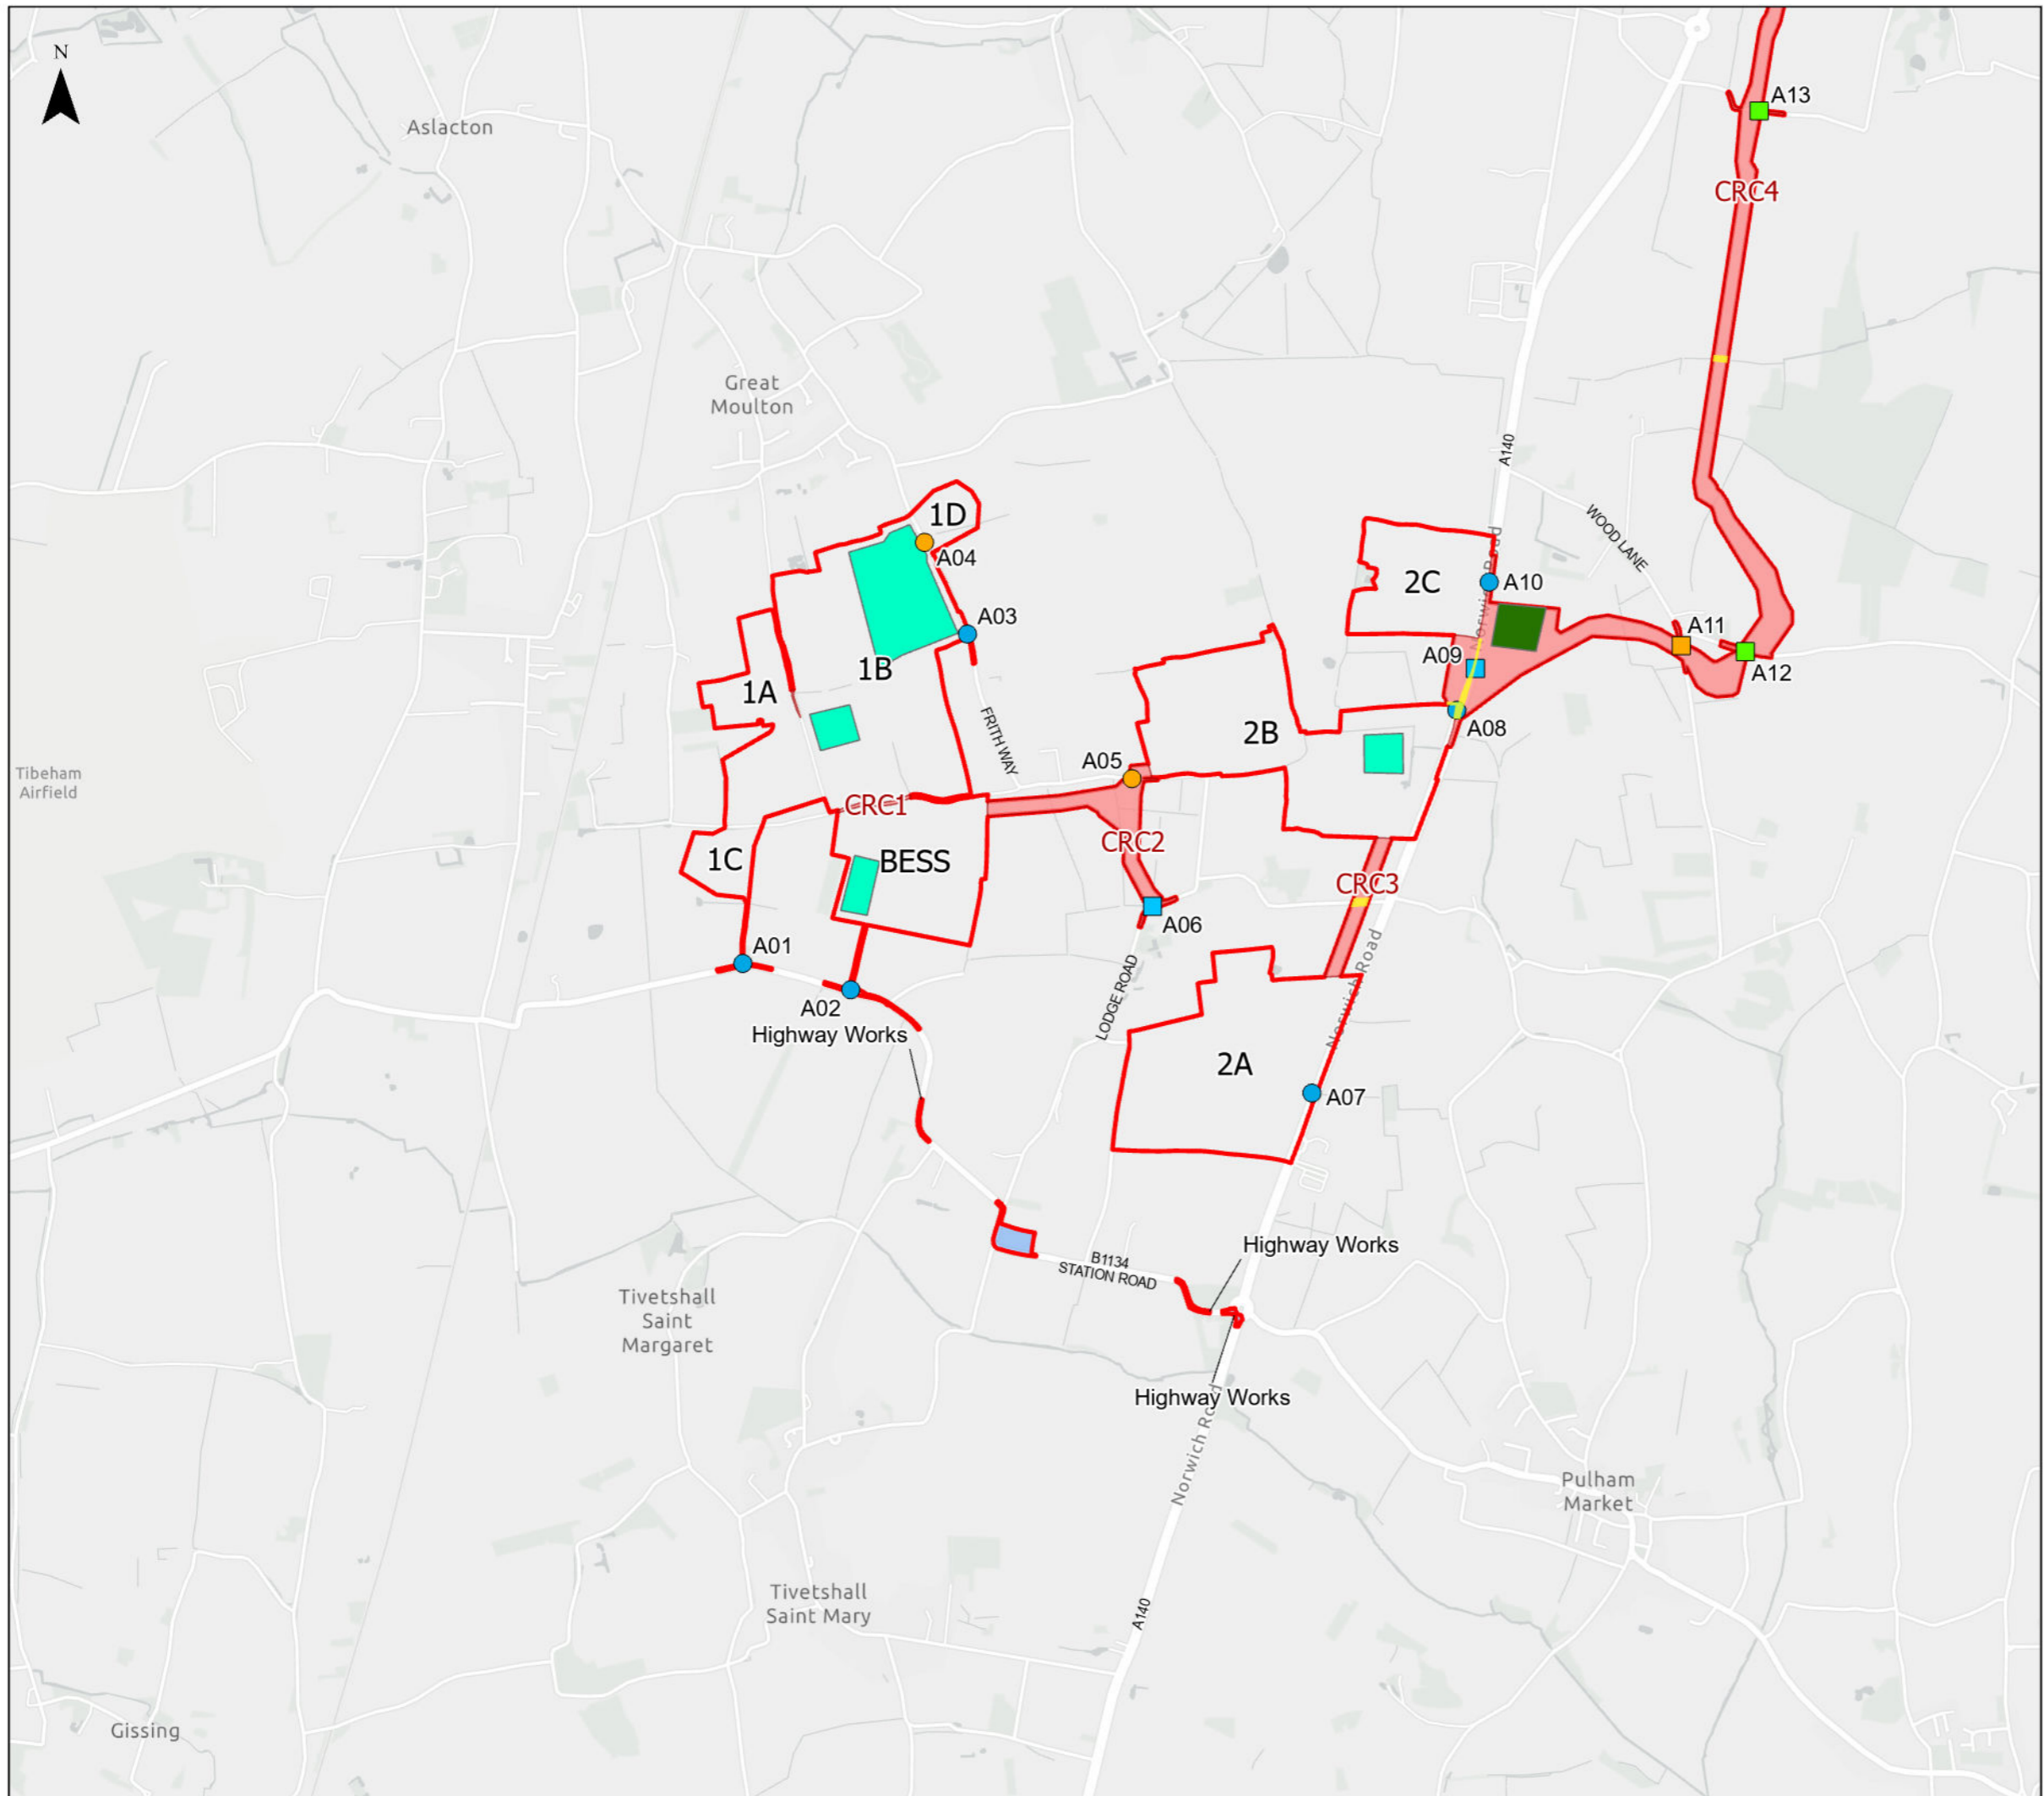 N
A13
Aslacton
CRC4
Great
Moulton
A140
1D
WOOD LANE
A04
Norwich Road
2C
A10
A03
A11
A09
1B
A12
1A
FRITH WAY
2B
A08
A05
Tibeham
Airfield
CRC1
CRC2
1C
BESS
CRC3
A06
A01
LODGE ROAD
Norwich Road
A02
Highway Works
2A
A07
Highway Works
B1134
STATION ROAD
Tivetshall
Saint
Margaret
Highway Works
Norwich Road
Pulham
Market
Tivetshall
Saint Mary
A140
Gissing